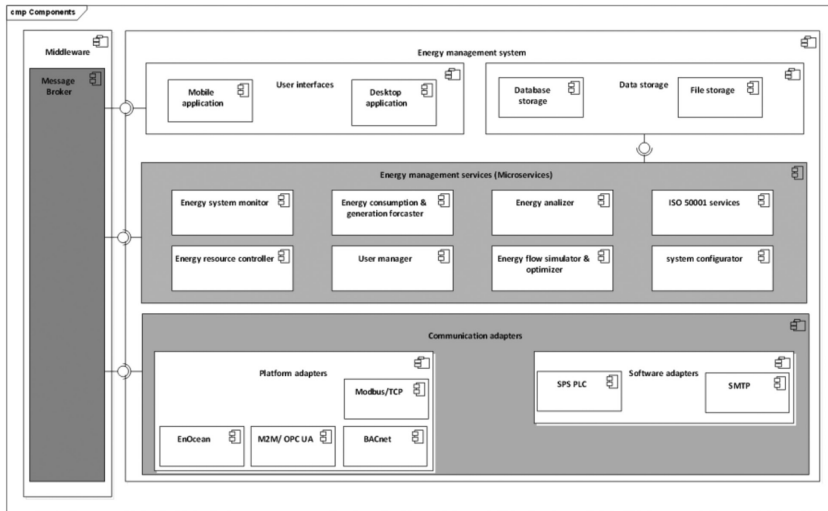 cmp Components
Middleware
Message
Broker
Energy management system
User interfaces
Mobile
application
Desktop
application
Data storage
Database
storage
File storage
Energy management services (Microservices)
Energy system monitor
Energy consumption &
generation forcaster
Energy analizer
ISO 50001 services
Energy resource controller
User manager
Energy flow simulator &
optimizer
system configurator
Communication adapters
Platform adapters
Modbus/TCP
EnOcean
M2M/ OPC UA
BACnet
Software adapters
SPS PLC
SMTP